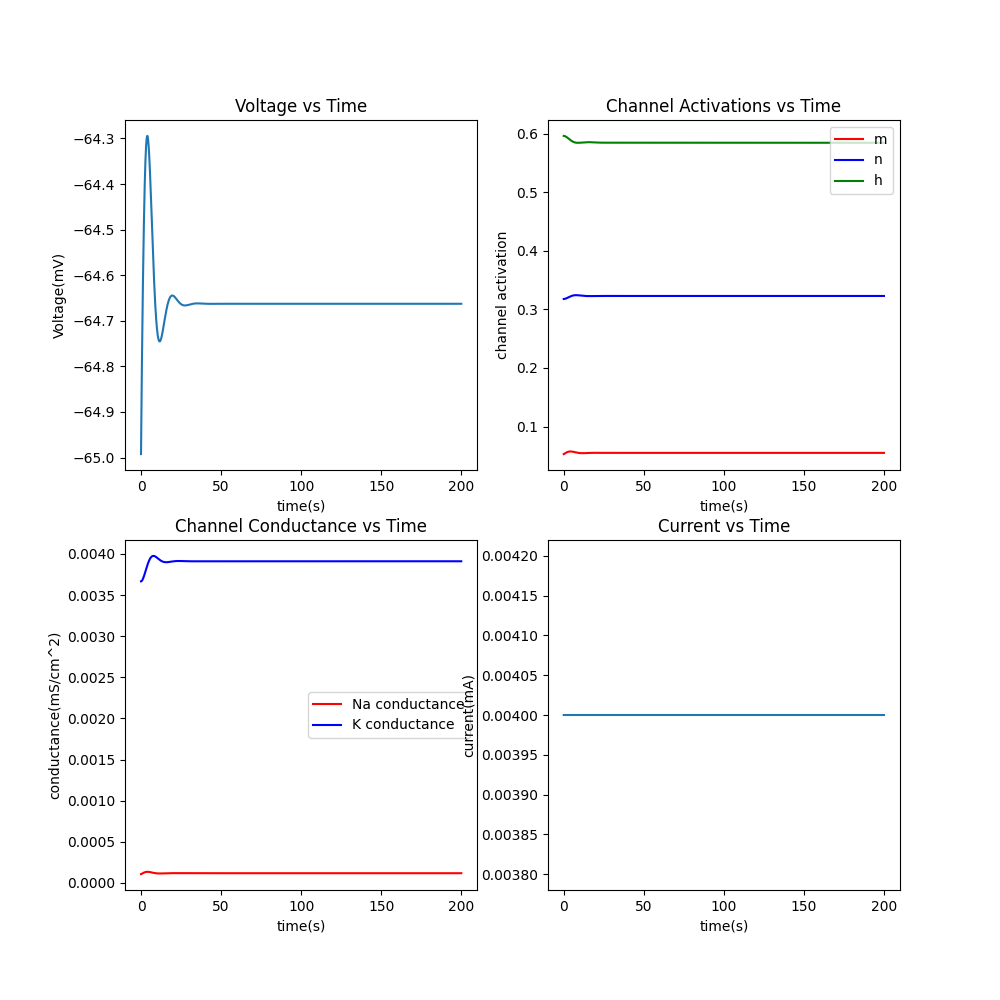 Voltage vs Time
−64.3
−64.4
−64.5
−64.6
−64.7
−64.8
−64.9
−65.0
Voltage(mV)
0 50 100 150 200
time(s)
Channel Activations vs Time
0.6
0.5
0.4
0.3
0.2
0.1
channel activation
m
n
h
0 50 100 150 200
time(s)
Channel Conductance vs Time
0.0040
0.0035
0.0030
0.0025
0.0020
0.0015
0.0010
0.0005
0.0000
conductance(mS/cm^2)
Na conductance
K conductance
0 50 100 150 200
time(s)
Current vs Time
0.00420
0.00415
0.00410
0.00405
0.00400
0.00395
0.00390
0.00385
0.00380
current(mA)
0 50 100 150 200
time(s)